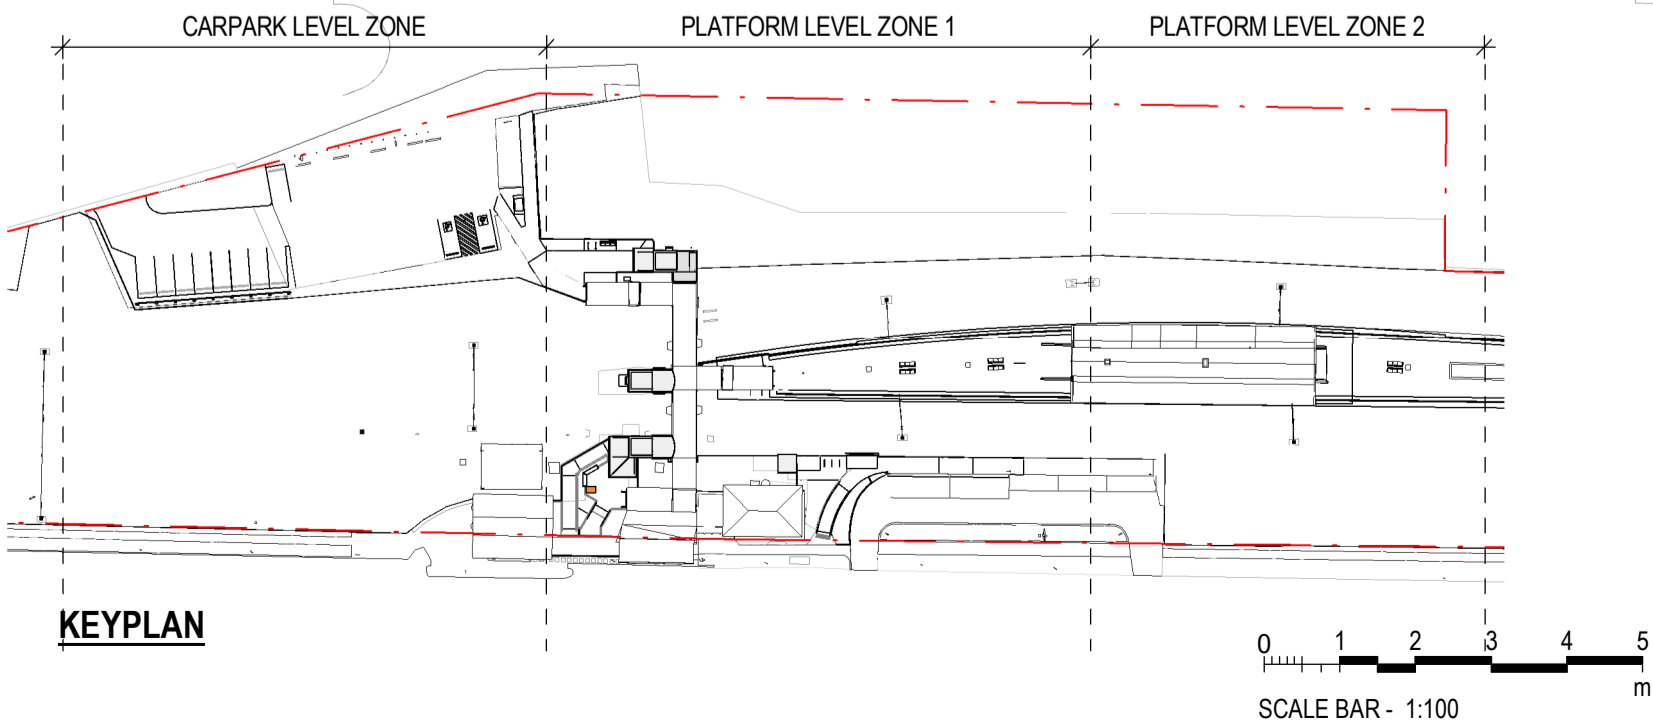 CARPARK LEVEL ZONE PLATFORM LEVEL ZONE 1 PLATFORM LEVEL ZONE 2
KEYPLAN
0 1 2 3 4 5
m
SCALE BAR - 1:100